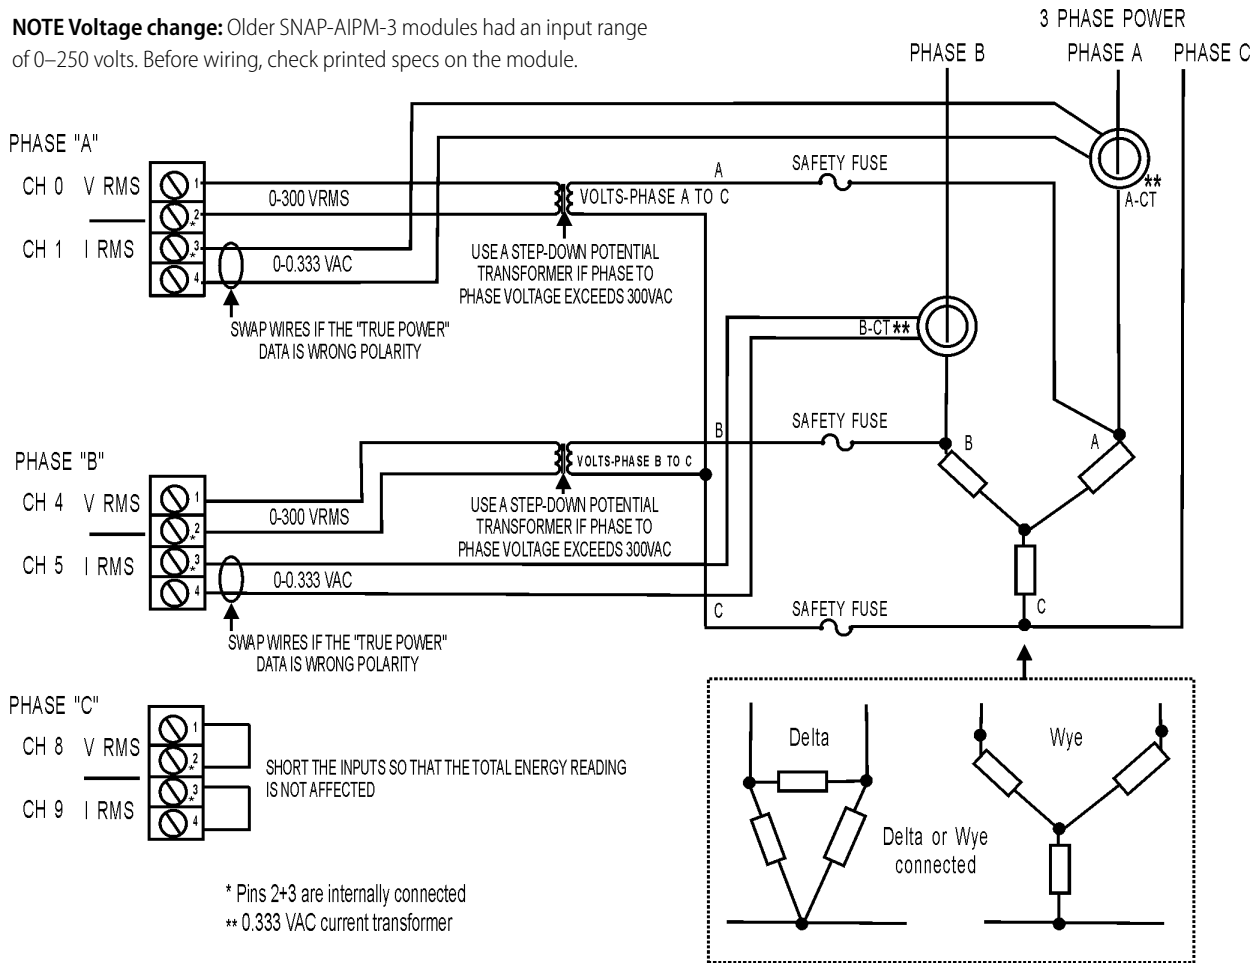 NOTE Voltage change: Older SNAP-AIPM-3 modules had an input range
of 0–250 volts. Before wiring, check printed specs on the module.
3 PHASE POWER
PHASE B
PHASE A
PHASE C
PHASE "A"
CH 0 V RMS
CH 1 I RMS
1
2
*
3
*
4
0-300 VRMS
0-0.333 VAC
SWAP WIRES IF THE "TRUE POWER"
DATA IS WRONG POLARITY
A
SAFETY FUSE
VOLTS-PHASE A TO C
USE A STEP-DOWN POTENTIAL
TRANSFORMER IF PHASE TO
PHASE VOLTAGE EXCEEDS 300VAC
**
A-CT
B-CT**
PHASE "B"
CH 4 V RMS
CH 5 I RMS
1
2
*
3
*
4
0-300 VRMS
0-0.333 VAC
SWAP WIRES IF THE "TRUE POWER"
DATA IS WRONG POLARITY
B
SAFETY FUSE
VOLTS-PHASE B TO C
USE A STEP-DOWN POTENTIAL
TRANSFORMER IF PHASE TO
PHASE VOLTAGE EXCEEDS 300VAC
B
A
C
SAFETY FUSE
C
PHASE "C"
CH 8 V RMS
CH 9 I RMS
1
2
*
3
*
4
SHORT THE INPUTS SO THAT THE TOTAL ENERGY READING
IS NOT AFFECTED
Delta
Wye
Delta or Wye
connected
* Pins 2+3 are internally connected
** 0.333 VAC current transformer